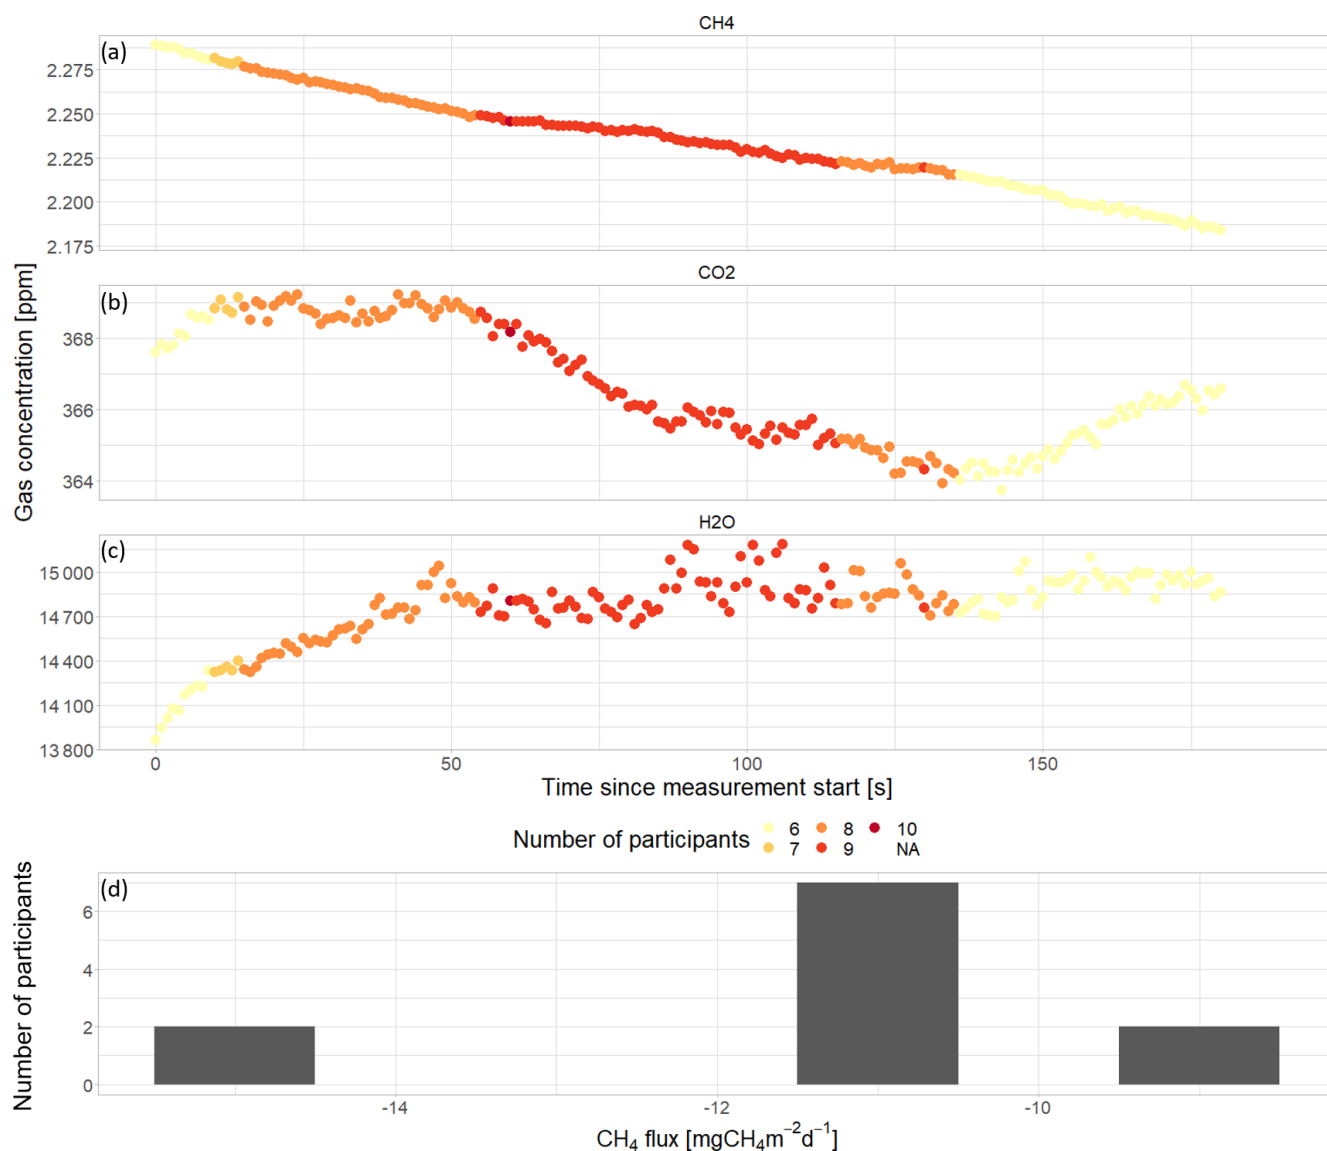 CH4
(a)
2.275
2.250
2.225
2.200
2.175
CO2
(b)
368
366
364
Gas concentration [ppm]
H2O
(c)
15 000
14 700
14 400
14 100
13 800
0 50 100 150
Time since measurement start [s]
Number of participants
6 8 10
7 9 NA
(d)
6
4
2
0
Number of participants
-14 -12 -10
CH₄ flux [mgCH₄m⁻²d⁻¹]